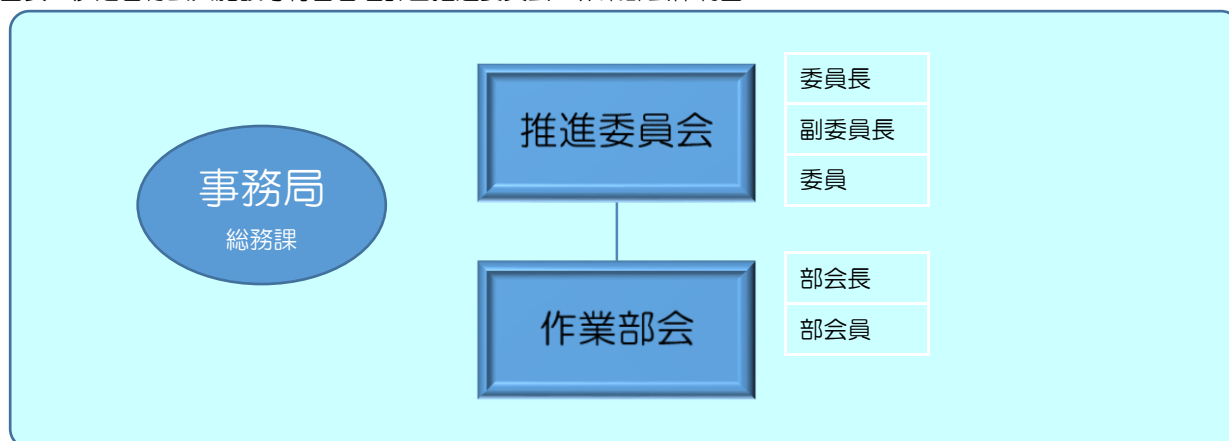 推進委員会
委員長
副委員長
委員
事務局
総務課
作業部会
部会長
部会員